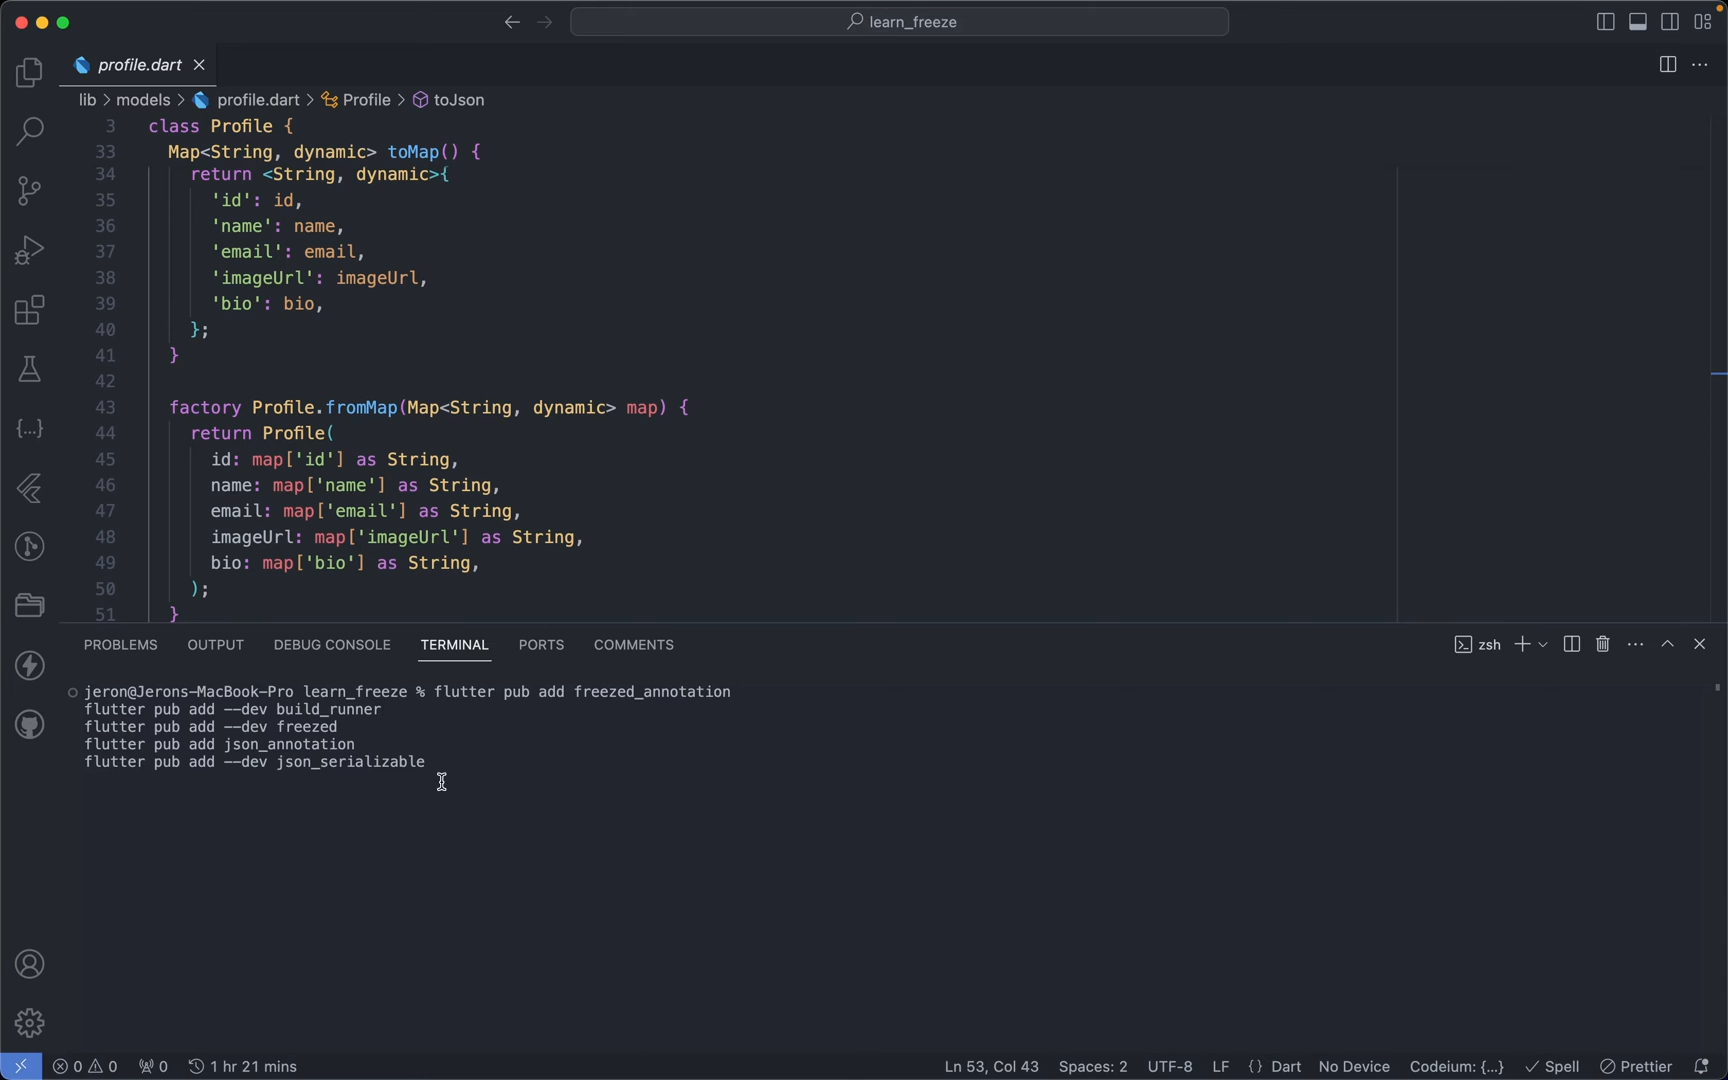 learn_freeze
profile.dart
lib > models > profile.dart > Profile > toJson
3 class Profile {
33 Map<String, dynamic> toMap() {
34 return <String, dynamic>{
35 'id': id,
36 'name': name,
37 'email': email,
38 'imageUrl': imageUrl,
39 'bio': bio,
40 };
41 }
42
43 factory Profile.fromMap(Map<String, dynamic> map) {
44 return Profile(
45 id: map['id'] as String,
46 name: map['name'] as String,
47 email: map['email'] as String,
48 imageUrl: map['imageUrl'] as String,
49 bio: map['bio'] as String,
50 );
51 }
PROBLEMS OUTPUT DEBUG CONSOLE TERMINAL PORTS COMMENTS zsh
jeron@Jerons-MacBook-Pro learn_freeze % flutter pub add freezed_annotation
flutter pub add --dev build_runner
flutter pub add --dev freezed
flutter pub add json_annotation
flutter pub add --dev json_serializable
0 0 0 1 hr 21 mins Ln 53, Col 43 Spaces: 2 UTF-8 LF {} Dart No Device Codeium: {...} Spell Prettier